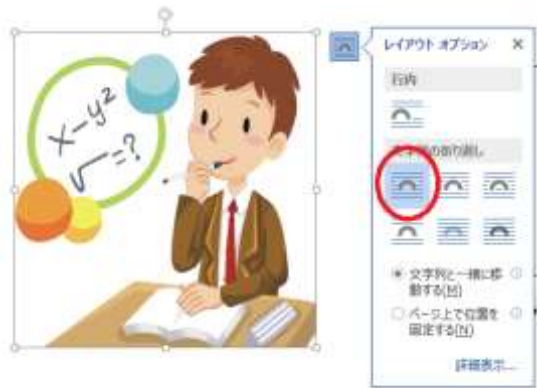 x-y²
√=?
レイアウト オプション ×
行内
文字列の折り返し
文字列と一緒に移
動する(M)
ページ上で位置を
固定する(N)
詳細表示...